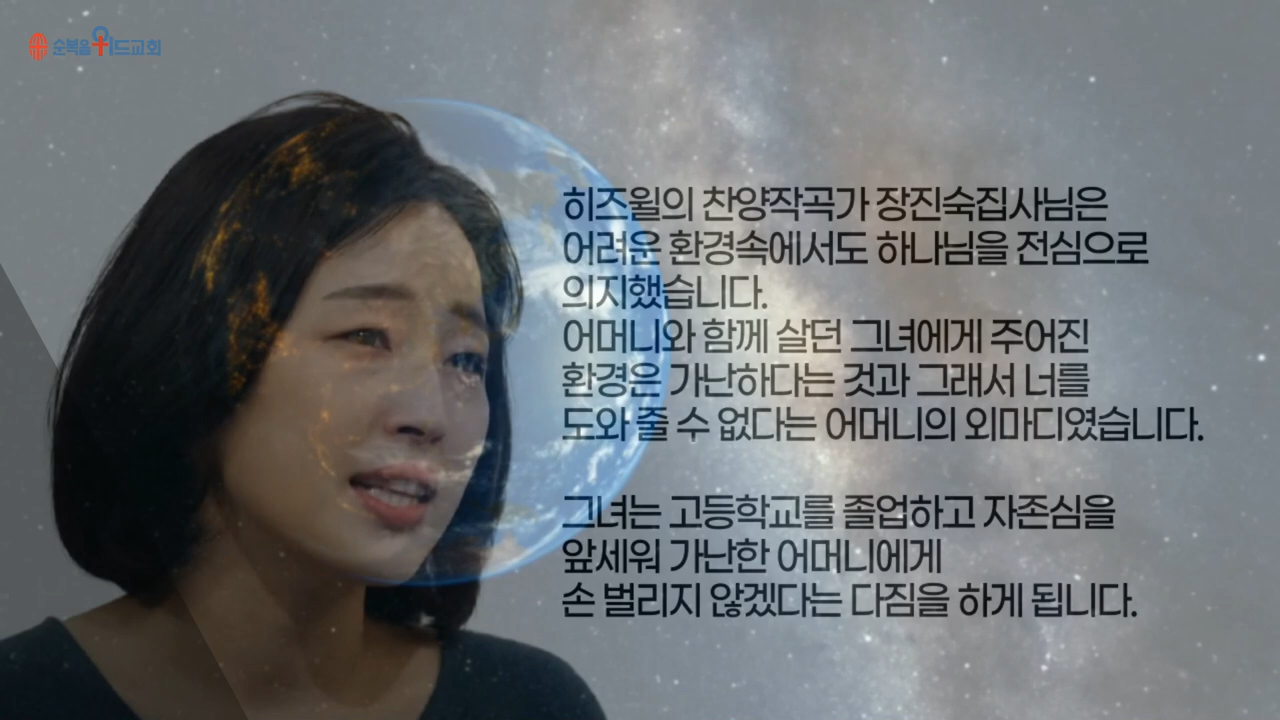 순복음위드교회
히즈윌의 찬양작곡가 장진숙집사님은
어려운 환경속에서도 하나님을 전심으로
의지했습니다.
어머니와 함께 살던 그녀에게 주어진
환경은 가난하다는 것과 그래서 너를
도와 줄 수 없다는 어머니의 외마디였습니다.
그녀는 고등학교를 졸업하고 자존심을
앞세워 가난한 어머니에게
손 벌리지 않겠다는 다짐을 하게 됩니다.